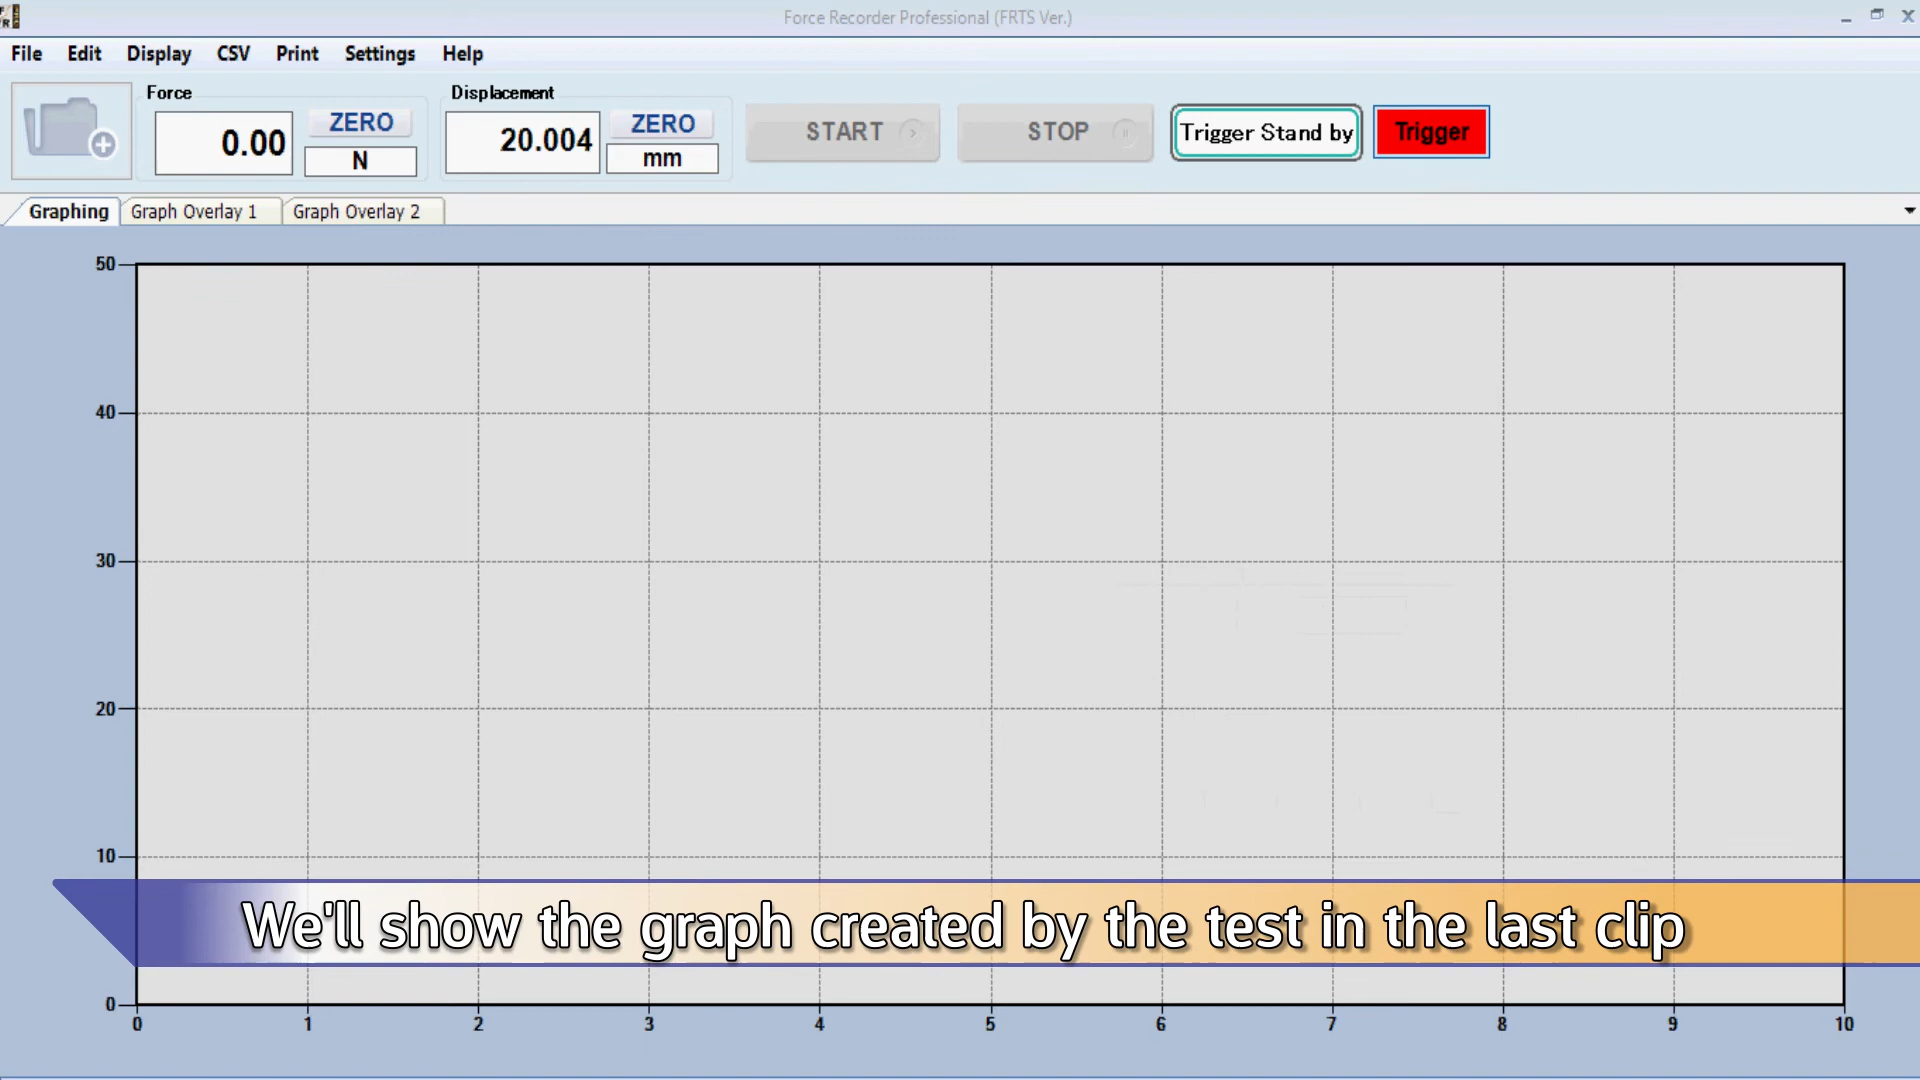 Force Recorder Professional (FRTS Ver.)
File Edit Display CSV Print Settings Help
Force
0.00
ZERO
N
Displacement
20.004
ZERO
mm
START
STOP
Trigger Stand by
Trigger
Graphing
Graph Overlay 1
Graph Overlay 2
50
40
30
20
10
0
We'll show the graph created by the test in the last clip
0 1 2 3 4 5 6 7 8 9 10